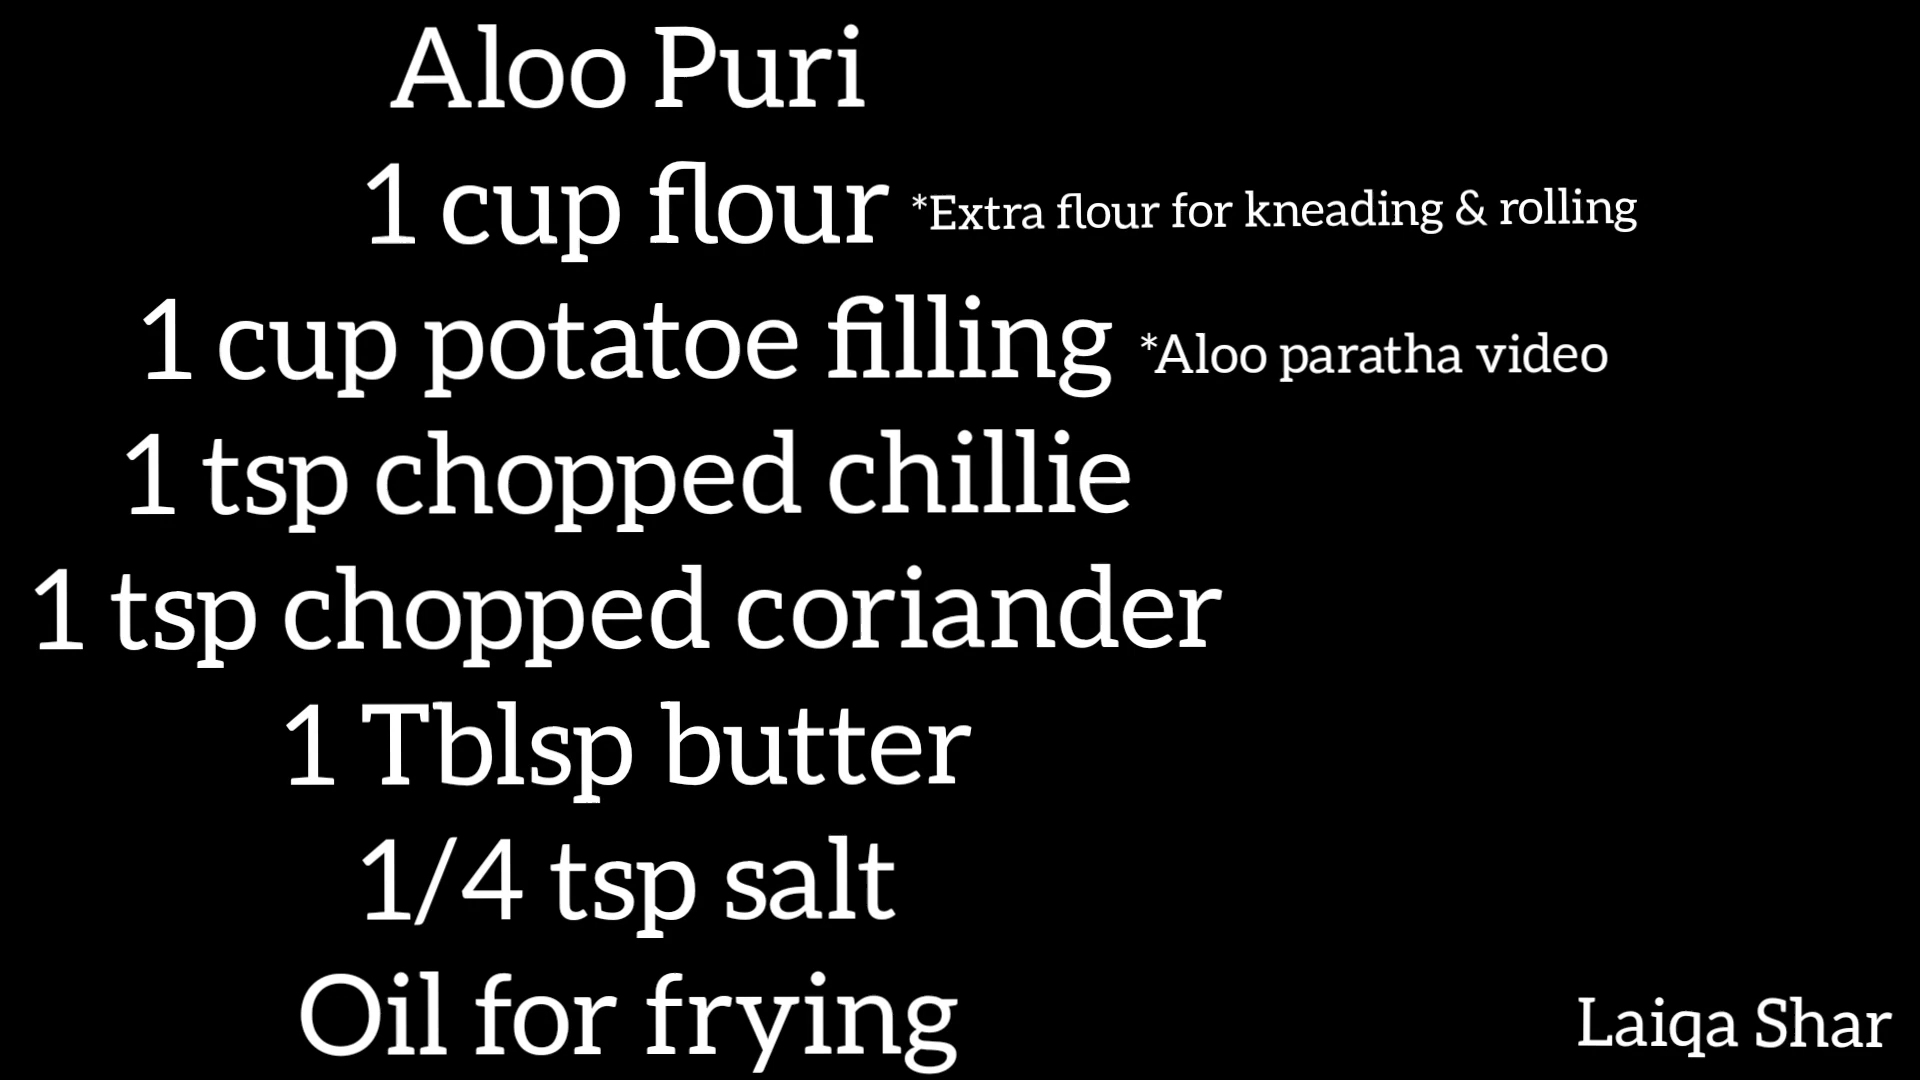 Aloo Puri
1 cup flour *Extra flour for kneading & rolling
1 cup potatoe filling *Aloo paratha video
1 tsp chopped chillie
1 tsp chopped coriander
1 Tblsp butter
1/4 tsp salt
Oil for frying
Laiqa Shar